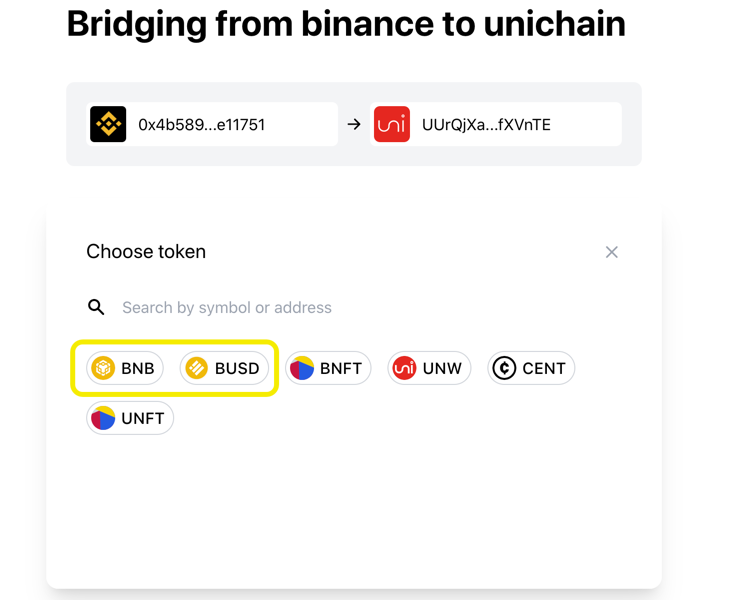 Bridging from binance to unichain
0x4b589...e11751 → uni UUrQjXa...fXVnTE
Choose token
Search by symbol or address
BNB BUSD BNFT uni UNW CENT
UNFT